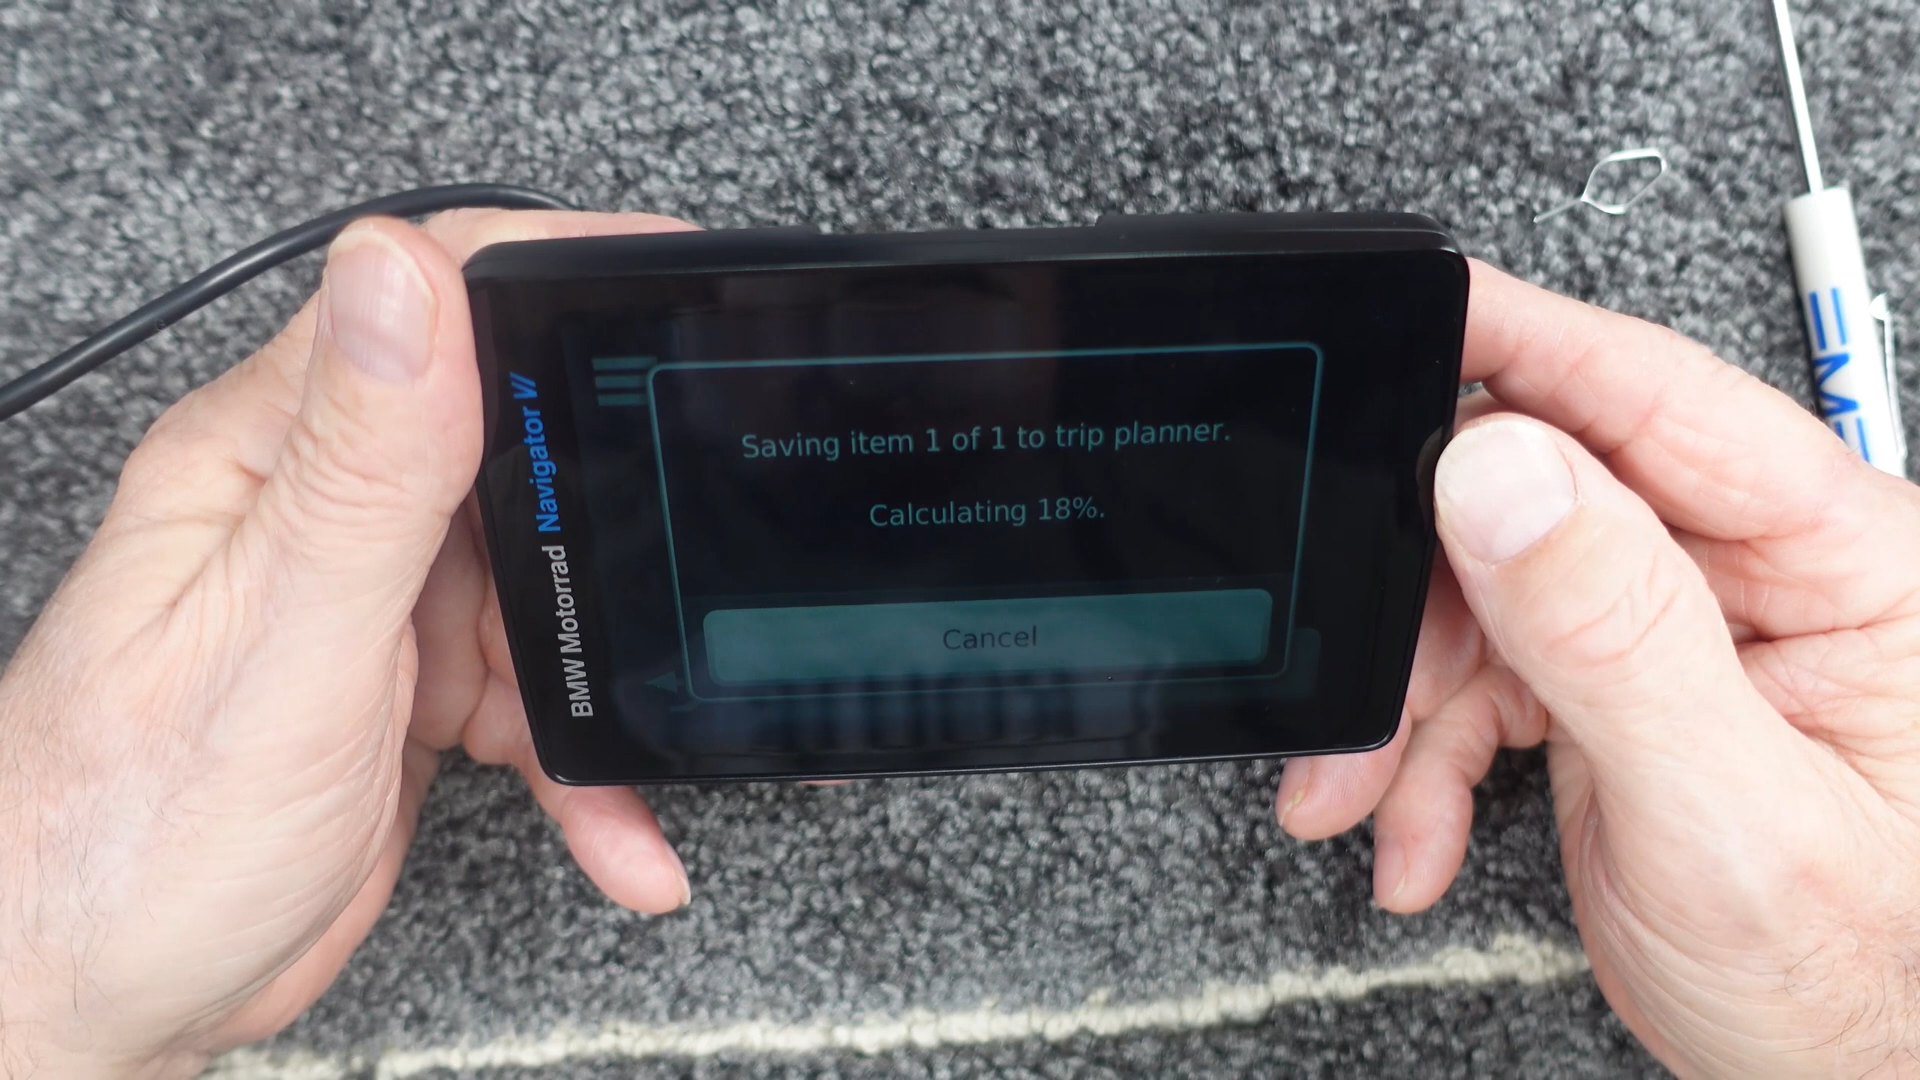 BMW Motorrad Navigator VI
Saving item 1 of 1 to trip planner.
Calculating 18%.
Cancel